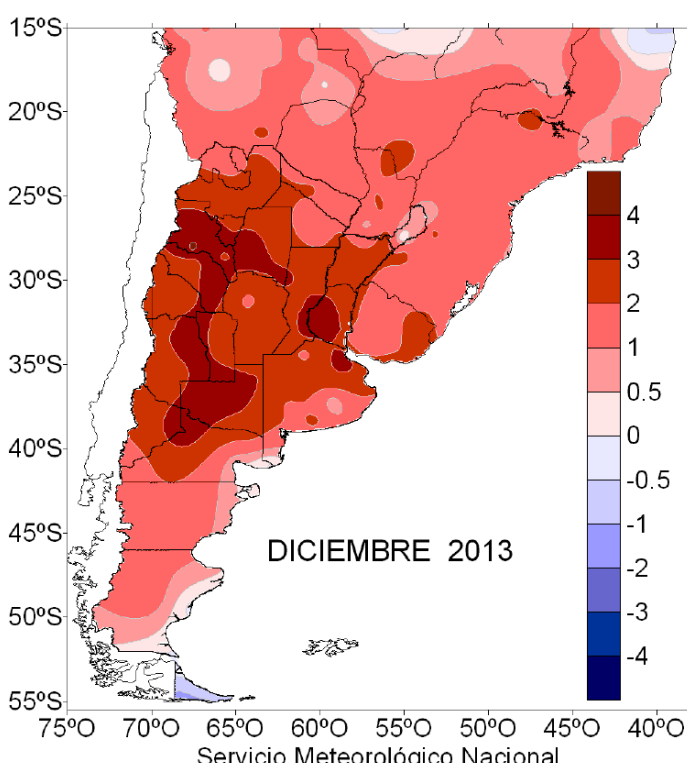 15ºS
20ºS
25ºS
30ºS
35ºS
40ºS
45ºS
50ºS
55ºS
4
3
2
1
0.5
0
-0.5
-1
-2
-3
-4
DICIEMBRE 2013
75ºO 70ºO 65ºO 60ºO 55ºO 50ºO 45ºO 40ºO
Servicio Meteorológico Nacional